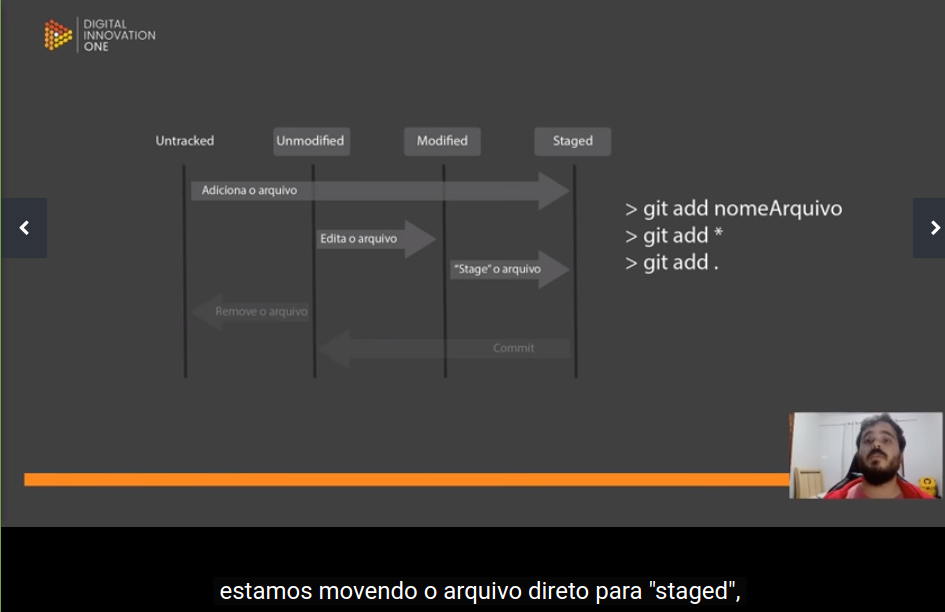 DIGITAL
INNOVATION
ONE
Untracked
Unmodified
Modified
Staged
Adiciona o arquivo
Edita o arquivo
"Stage" o arquivo
Remove o arquivo
Commit
> git add nomeArquivo
> git add *
> git add .
estamos movendo o arquivo direto para "staged",